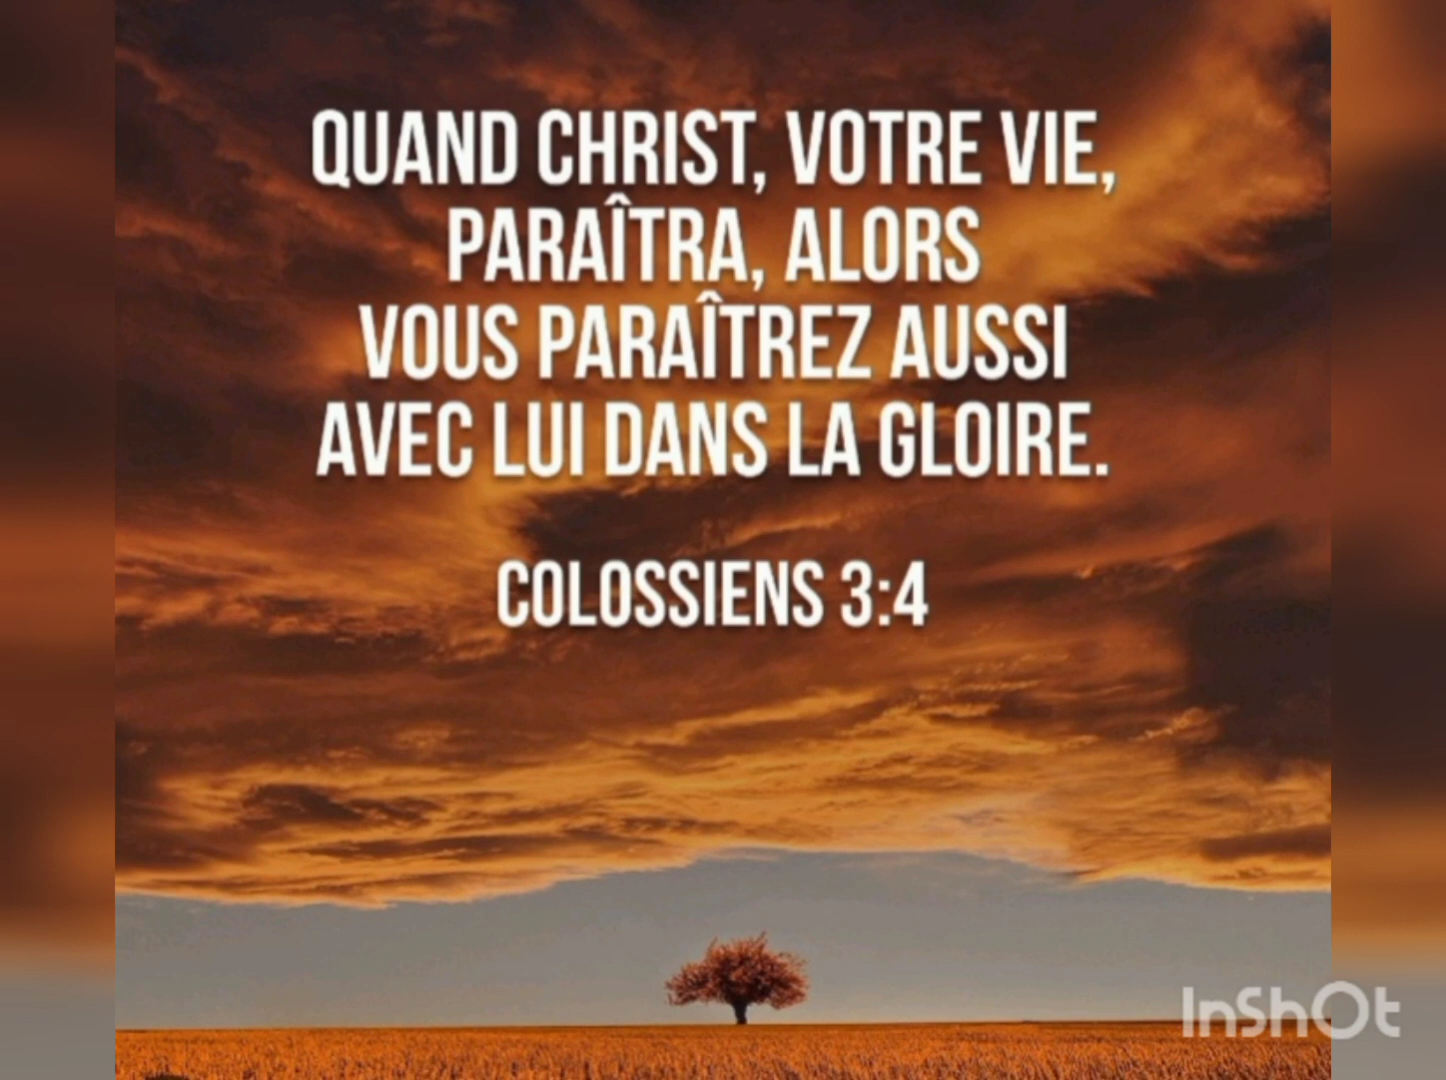 QUAND CHRIST, VOTRE VIE,
PARAÎTRA, ALORS
VOUS PARAÎTREZ AUSSI
AVEC LUI DANS LA GLOIRE.
COLOSSIENS 3:4
InShOt